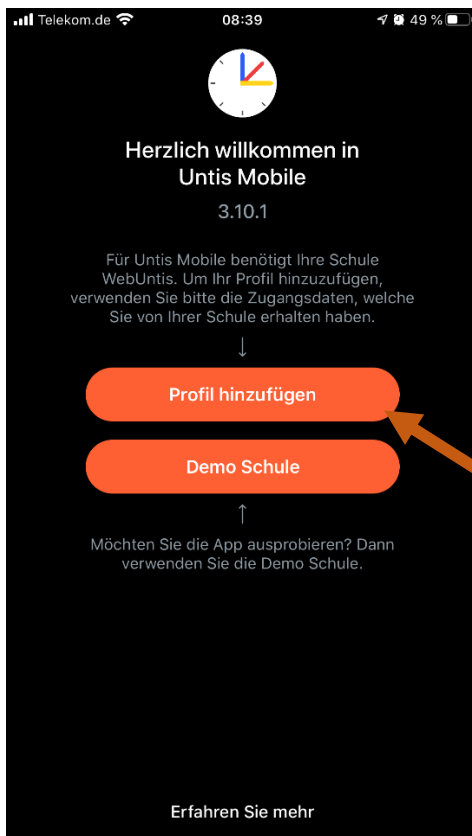 Telekom.de 08:39 49 %
Herzlich willkommen in
Untis Mobile
3.10.1
Für Untis Mobile benötigt Ihre Schule
WebUntis. Um Ihr Profil hinzuzufügen,
verwenden Sie bitte die Zugangsdaten, welche
Sie von Ihrer Schule erhalten haben.
↓
Profil hinzufügen
Demo Schule
↑
Möchten Sie die App ausprobieren? Dann
verwenden Sie die Demo Schule.
Erfahren Sie mehr